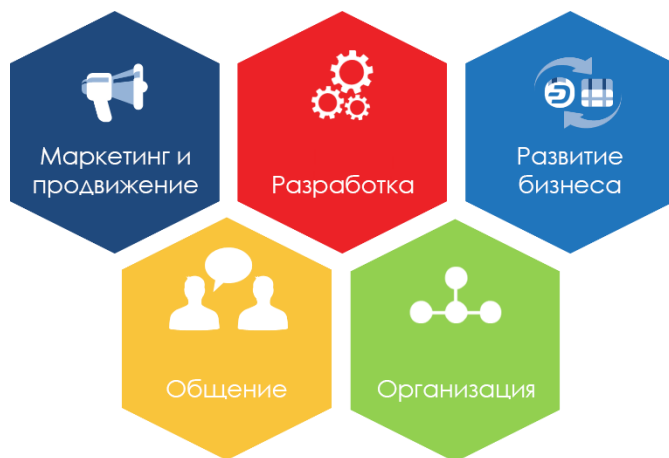 Маркетинг и
продвижение
Разработка
Развитие
бизнеса
Общение
Организация